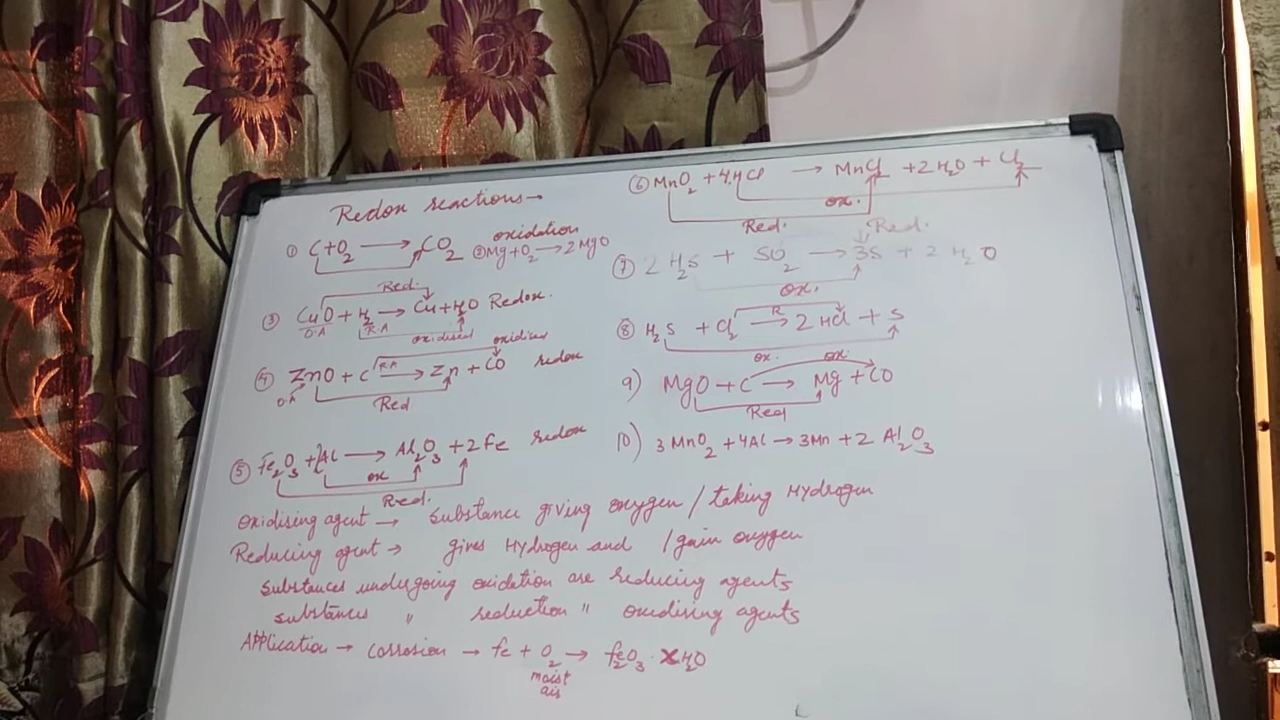 Redox reactions→
① C+O2 → CO2 oxidation
② Mg+O2 → 2MgO
Red.
③ CuO + H2 → Cu + H2O Redox.
O.A R.A oxidised
oxidised
④ ZnO + C → Zn + CO redox
R.A
O.A Red
⑤ Fe2O3 + 2Al → Al2O3 + 2Fe redox
ox
Red.
⑥ MnO2 + 4HCl → MnCl2 + 2H2O + Cl2
ox.
Red.
Red.
⑦ 2H2S + SO2 → 3S + 2H2O
ox.
R
⑧ H2S + Cl2 → 2HCl + S
ox.
ox.
9) MgO + C → Mg + CO
Red
10) 3MnO2 + 4Al → 3Mn + 2Al2O3
Oxidising agent → Substance giving oxygen / taking Hydrogen
Reducing agent → gives Hydrogen and / gain oxygen
Substances undergoing oxidation are reducing agents
substances " reduction " oxidising agents
Application → corrosion → fe + O2 → fe2O3·XH2O
moist
air